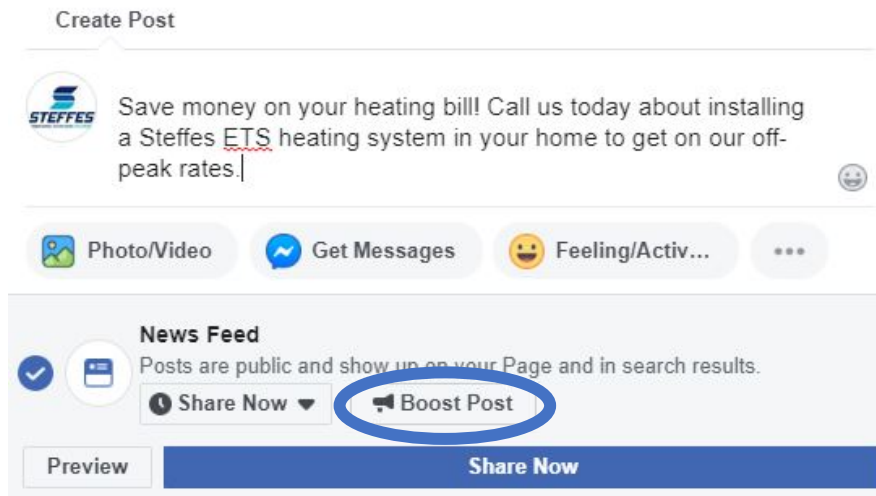 Create Post
STEFFES
Save money on your heating bill! Call us today about installing
a Steffes ETS heating system in your home to get on our off-
peak rates.
Photo/Video Get Messages Feeling/Activ... ...
News Feed
Posts are public and show up on your Page and in search results.
Share Now Boost Post
Preview Share Now